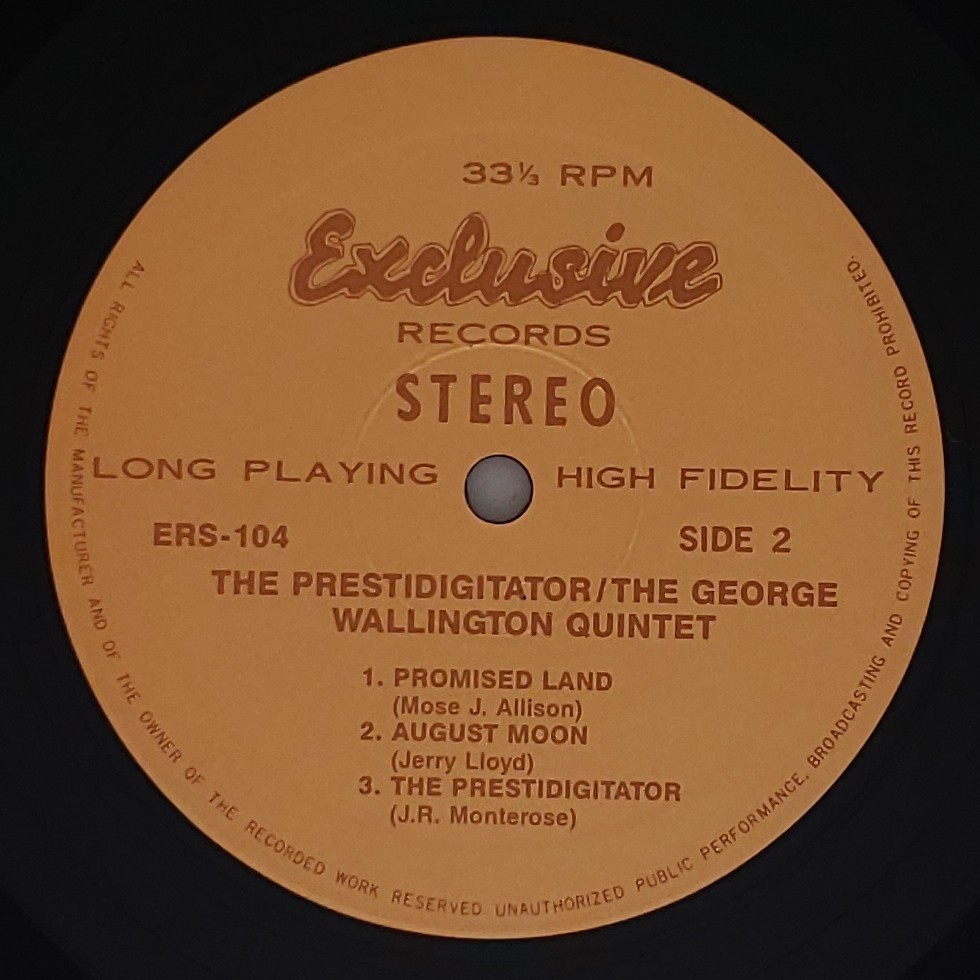 33⅓ RPM
Exclusive
RECORDS
STEREO
LONG PLAYING HIGH FIDELITY
ERS-104 SIDE 2
THE PRESTIDIGITATOR/THE GEORGE
WALLINGTON QUINTET
1. PROMISED LAND
(Mose J. Allison)
2. AUGUST MOON
(Jerry Lloyd)
3. THE PRESTIDIGITATOR
(J.R. Monterose)
ALL RIGHTS OF THE MANUFACTURER AND OF THE OWNER OF THE RECORDED WORK RESERVED. UNAUTHORIZED PUBLIC PERFORMANCE, BROADCASTING AND COPYING OF THIS RECORD PROHIBITED.